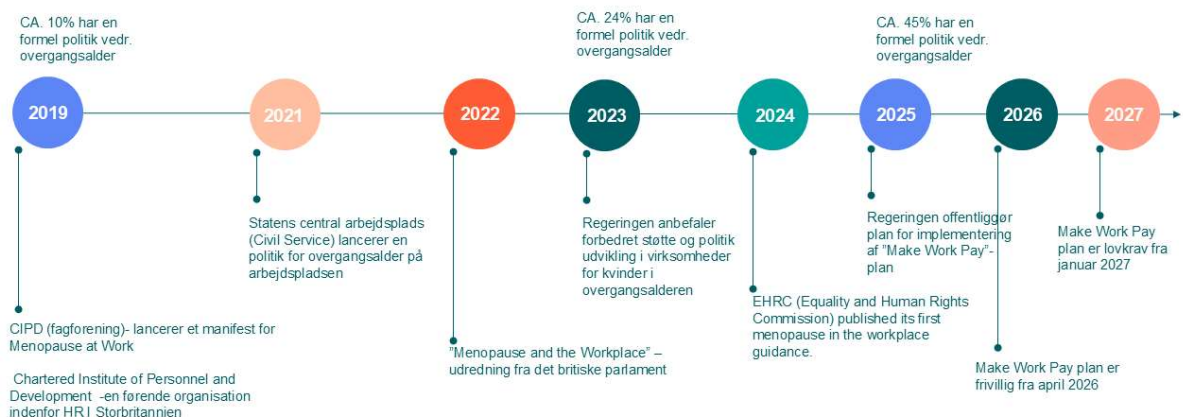 CA. 10% har en
formel politik vedr.
overgangsalder
CA. 24% har en
formel politik vedr.
overgangsalder
CA. 45% har en
formel politik vedr.
overgangsalder
2019
2021
2022
2023
2024
2025
2026
2027
Statens central arbejdsplads
(Civil Service) lancerer en
politik for overgangsalder på
arbejdspladsen
Regeringen anbefaler
forbedret støtte og politik
udvikling i virksomheder
for kvinder i
overgangsalderen
Regeringen offentliggør
plan for implementering
af ”Make Work Pay”-
plan
Make Work Pay
plan er lovkrav fra
januar 2027
EHRC (Equality and Human Rights
Commission) published its first
menopause in the workplace
guidance.
CIPD (fagforening)- lancerer et manifest for
Menopause at Work
”Menopause and the Workplace” –
udredning fra det britiske parlament
Make Work Pay plan er
frivillig fra april 2026
Chartered Institute of Personnel and
Development -en førende organisation
indenfor HR I Storbritannien